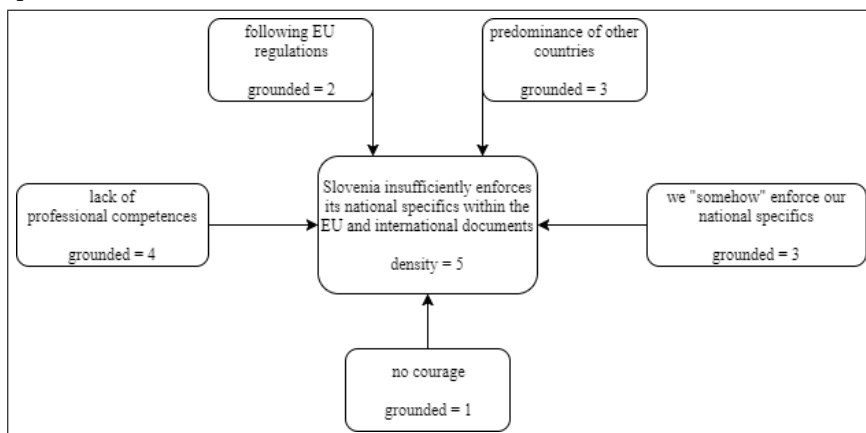 following EU
regulations
grounded = 2
predominance of other
countries
grounded = 3
lack of
professional competences
grounded = 4
Slovenia insufficiently enforces
its national specifics within the
EU and international documents
density = 5
we "somehow" enforce our
national specifics
grounded = 3
no courage
grounded = 1